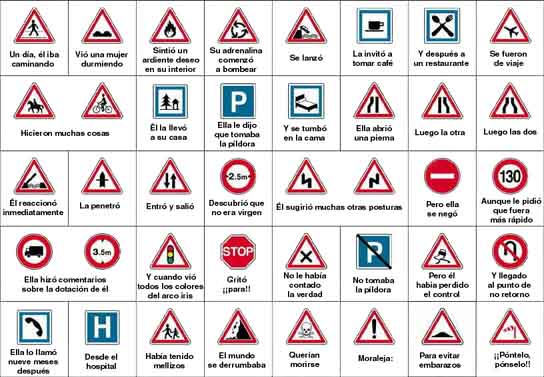 Un día, él iba
caminando
Vió una mujer
durmiendo
Sintió un
ardiente deseo
en su interior
Su adrenalina
comenzó
a bombear
Se lanzó
La invitó a
tomar café
Y después a
un restaurante
Se fueron
de viaje
Hicieron muchas cosas
Él la llevó
a su casa
P
Ella le dijo
que tomaba
la píldora
Y se tumbó
en la cama
Ella abrió
una pierna
Luego la otra
Luego las dos
Él reaccionó
inmediatamente
La penetró
Entró y salió
2.5m
Descubrió que
no era virgen
Él sugirió muchas otras posturas
Pero ella
se negó
130
Aunque le pidió
que fuera
más rápido
3.5m
Ella hizó comentarios
sobre la dotación de él
Y cuando vió
todos los colores
del arco iris
STOP
Gritó
¡¡para!!
No le había
contado
la verdad
P
No tomaba
la píldora
Pero él
había perdido
el control
Y llegado
al punto de
no retorno
Ella lo llamó
nueve meses
después
H
Desde el
hospital
Había tenido
mellizos
El mundo
se derrumbaba
Querían
morirse
Moraleja:
Para evitar
embarazos
¡¡Póntelo,
pónselo!!